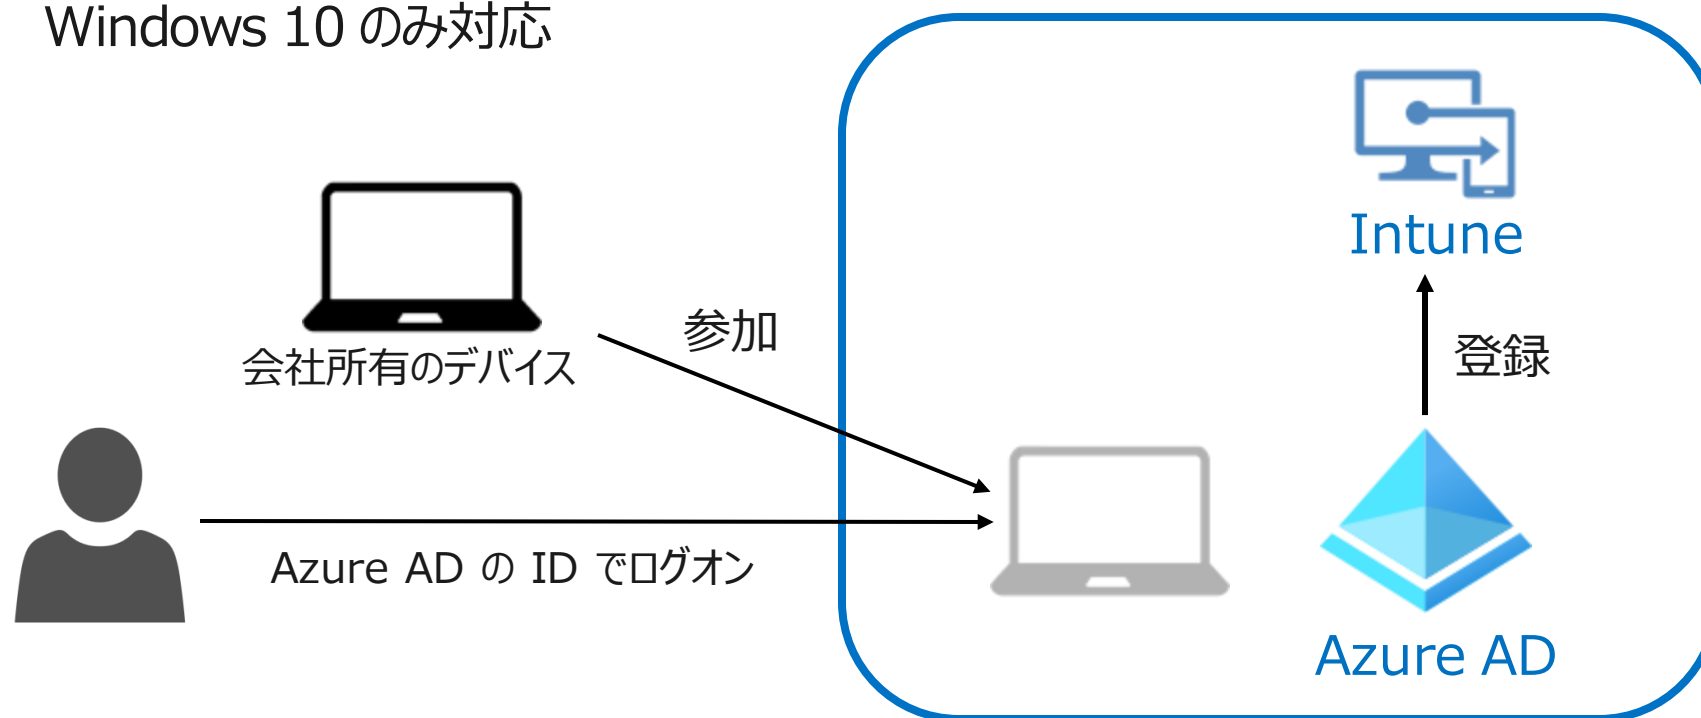 Windows 10 のみ対応
Intune
参加
登録
会社所有のデバイス
Azure AD の ID でログオン
Azure AD